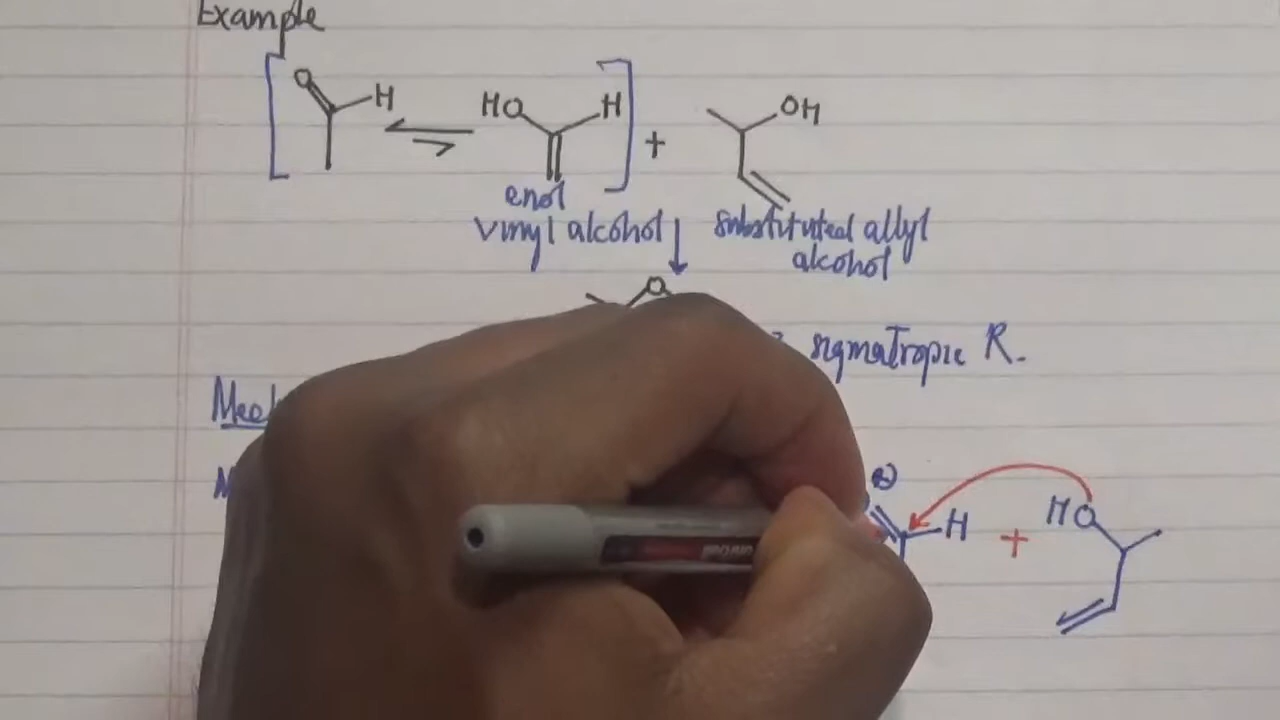 Example
O H HO H + OH
enol
vinyl alcohol substituted allyl
alcohol
O
sigmatropic R.
H + HO